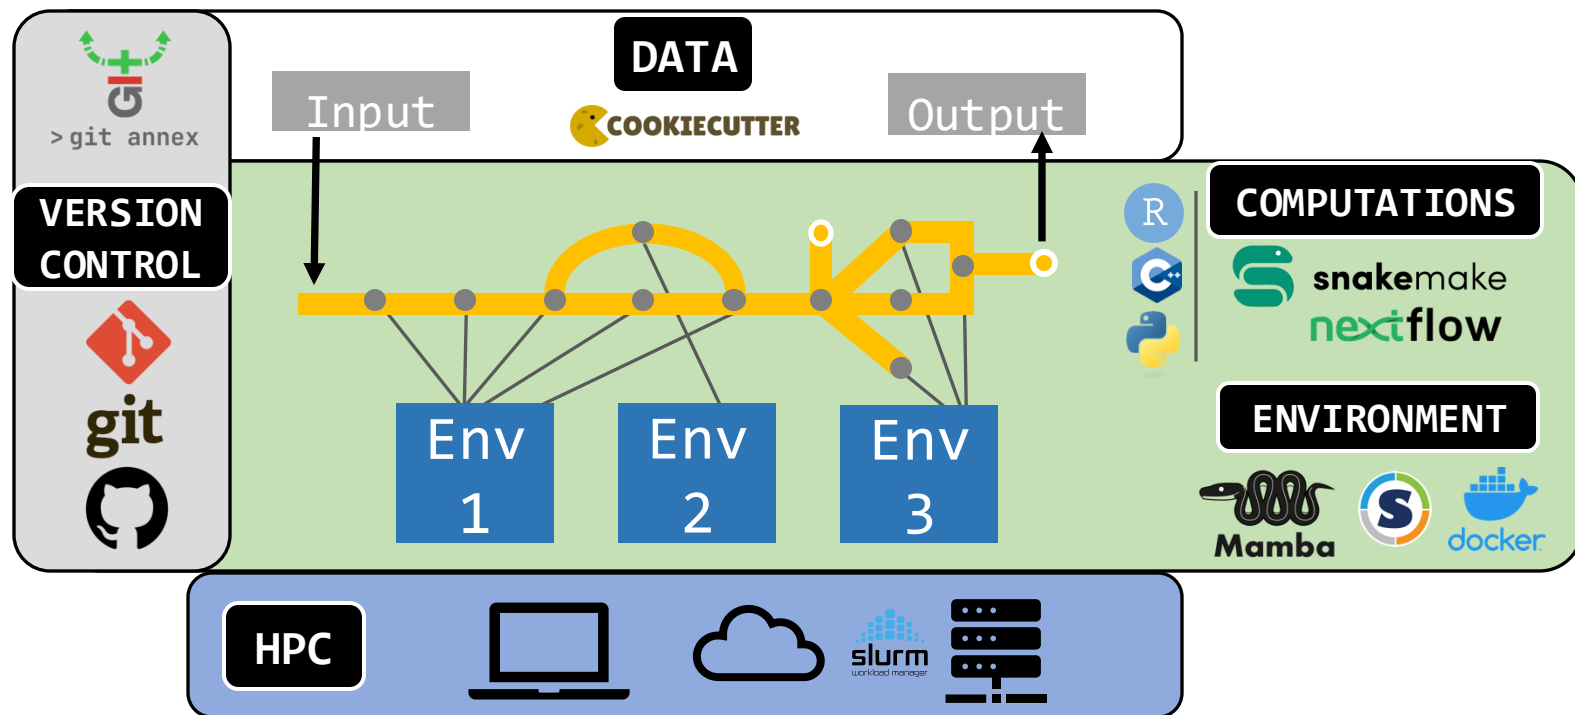 GIT
>git annex
VERSION
CONTROL
git
DATA
Input
COOKIECUTTER
Output
R
C++
COMPUTATIONS
snakemake
nextflow
ENVIRONMENT
Env
1
Env
2
Env
3
Mamba
S
docker
HPC
slurm
workload manager